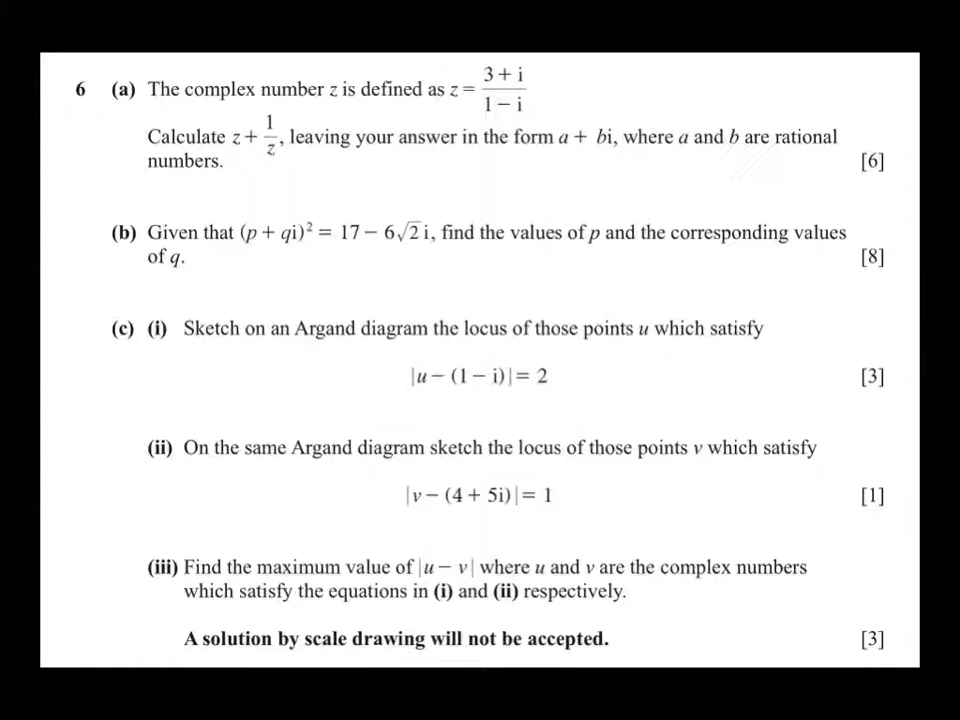 6 (a) The complex number z is defined as z = (3 + i)/(1 − i)
Calculate z + 1/z, leaving your answer in the form a + bi, where a and b are rational
numbers. [6]
(b) Given that (p + qi)² = 17 − 6√2 i, find the values of p and the corresponding values
of q. [8]
(c) (i) Sketch on an Argand diagram the locus of those points u which satisfy
|u − (1 − i)| = 2 [3]
(ii) On the same Argand diagram sketch the locus of those points v which satisfy
|v − (4 + 5i)| = 1 [1]
(iii) Find the maximum value of |u − v| where u and v are the complex numbers
which satisfy the equations in (i) and (ii) respectively.
A solution by scale drawing will not be accepted. [3]